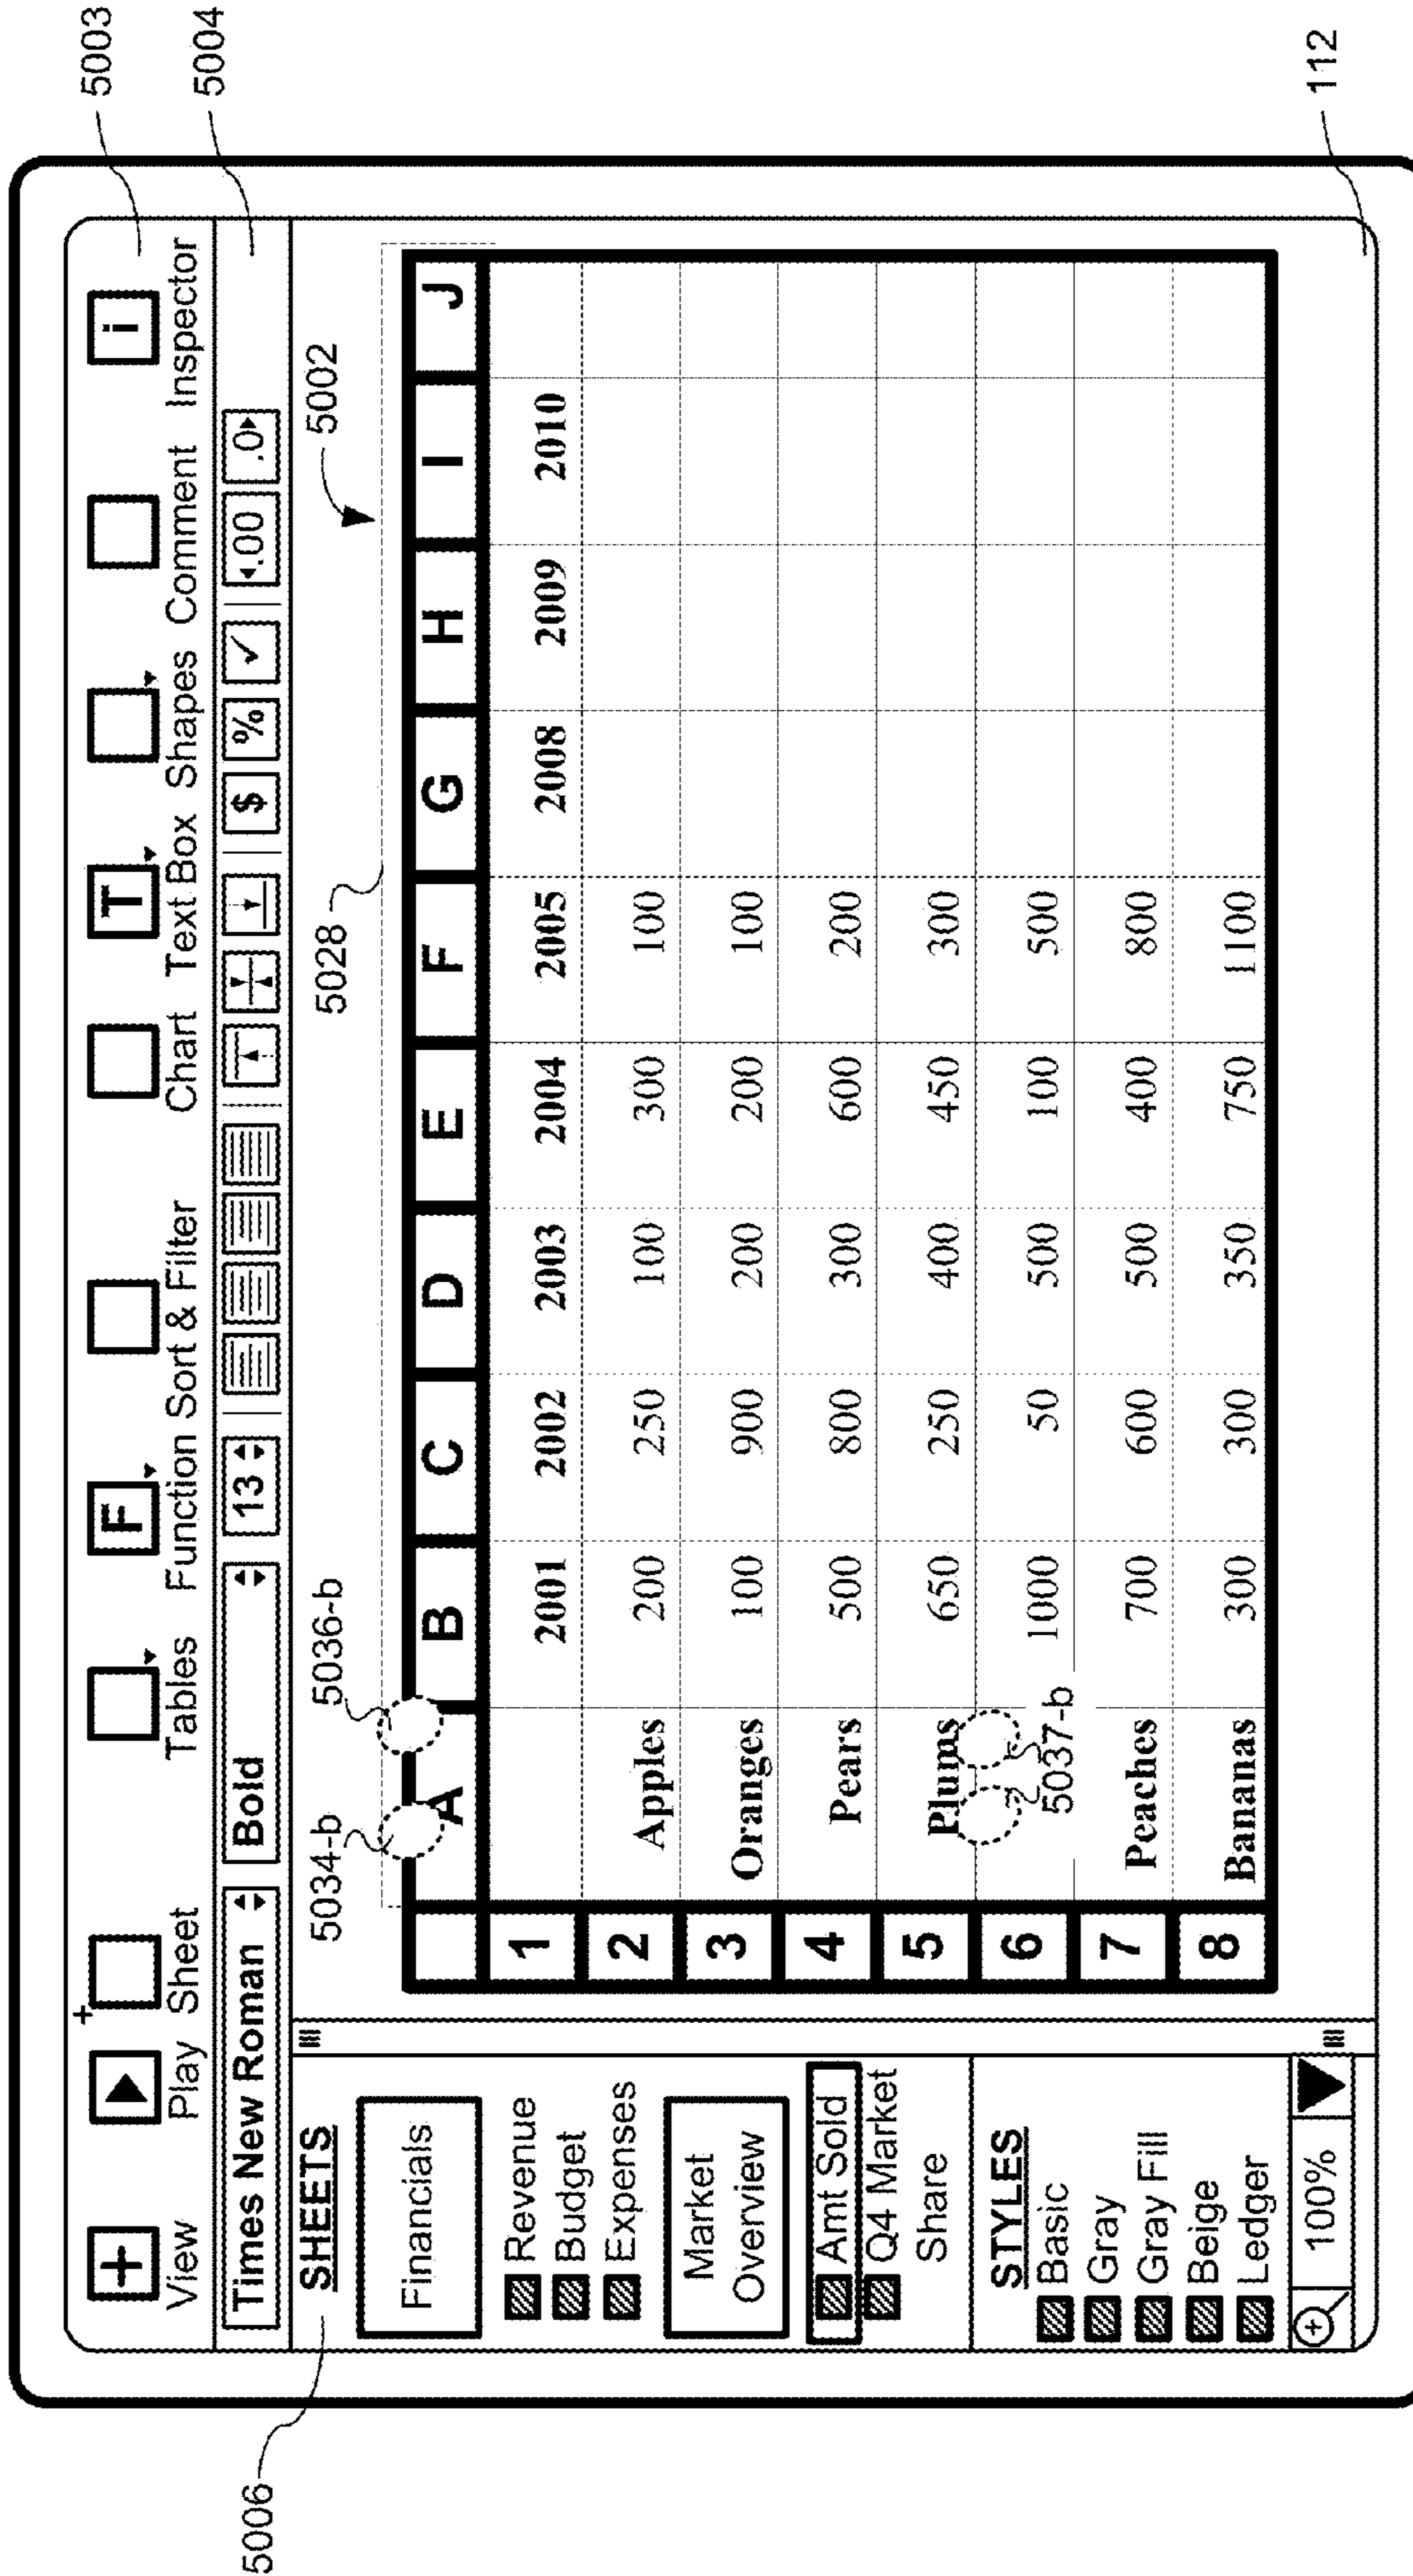 5003
View Play + Sheet Tables F Function Sort & Filter Chart T Text Box Shapes Comment i Inspector
5004
Times New Roman Bold 13 $ % ✓ .00 .0
5006
SHEETS
Financials
Revenue
Budget
Expenses
Market
Overview
Amt Sold
Q4 Market
Share
STYLES
Basic
Gray
Gray Fill
Beige
Ledger
100%
5034-b 5036-b 5028 5002
A B C D E F G H I J
1 2001 2002 2003 2004 2005 2008 2009 2010
2 Apples 200 250 100 300 100
3 Oranges 100 900 200 200 100
4 Pears 500 800 300 600 200
5 Plums 650 250 400 450 300
6 1000 50 500 100 500
5037-b
7 Peaches 700 600 500 400 800
8 Bananas 300 300 350 750 1100
112